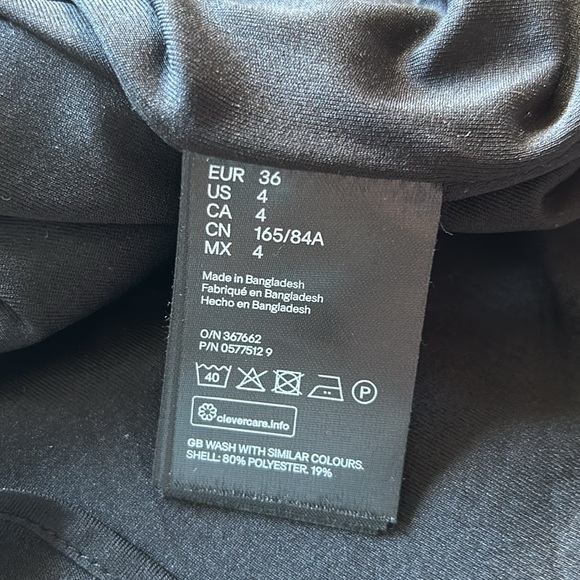 EUR 36
US 4
CA 4
CN 165/84A
MX 4
Made in Bangladesh
Fabriqué en Bangladesh
Hecho en Bangladesh
O/N 367662
P/N 0577512 9
40
P
clevercare.info
GB WASH WITH SIMILAR COLOURS.
SHELL: 80% POLYESTER. 19%